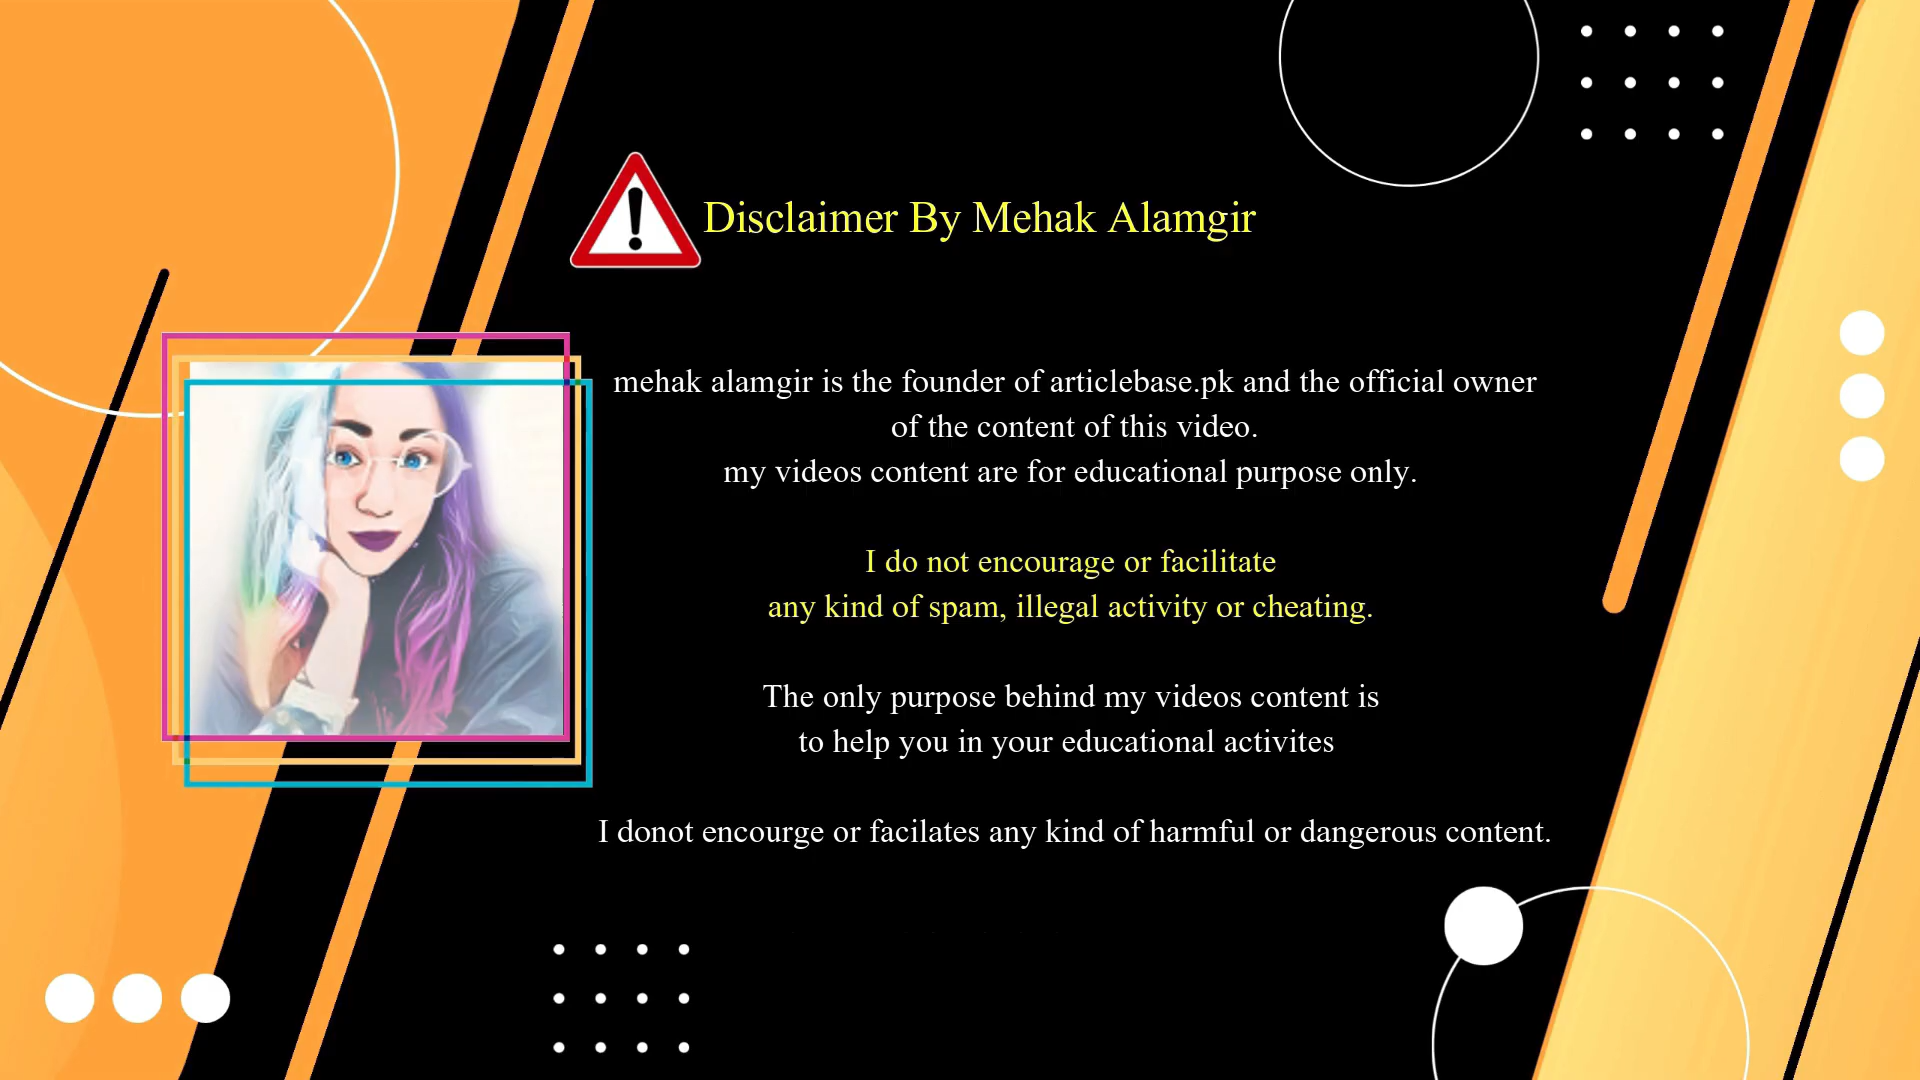 Disclaimer By Mehak Alamgir
mehak alamgir is the founder of articlebase.pk and the official owner
of the content of this video.
my videos content are for educational purpose only.
I do not encourage or facilitate
any kind of spam, illegal activity or cheating.
The only purpose behind my videos content is
to help you in your educational activites
I donot encourge or facilates any kind of harmful or dangerous content.